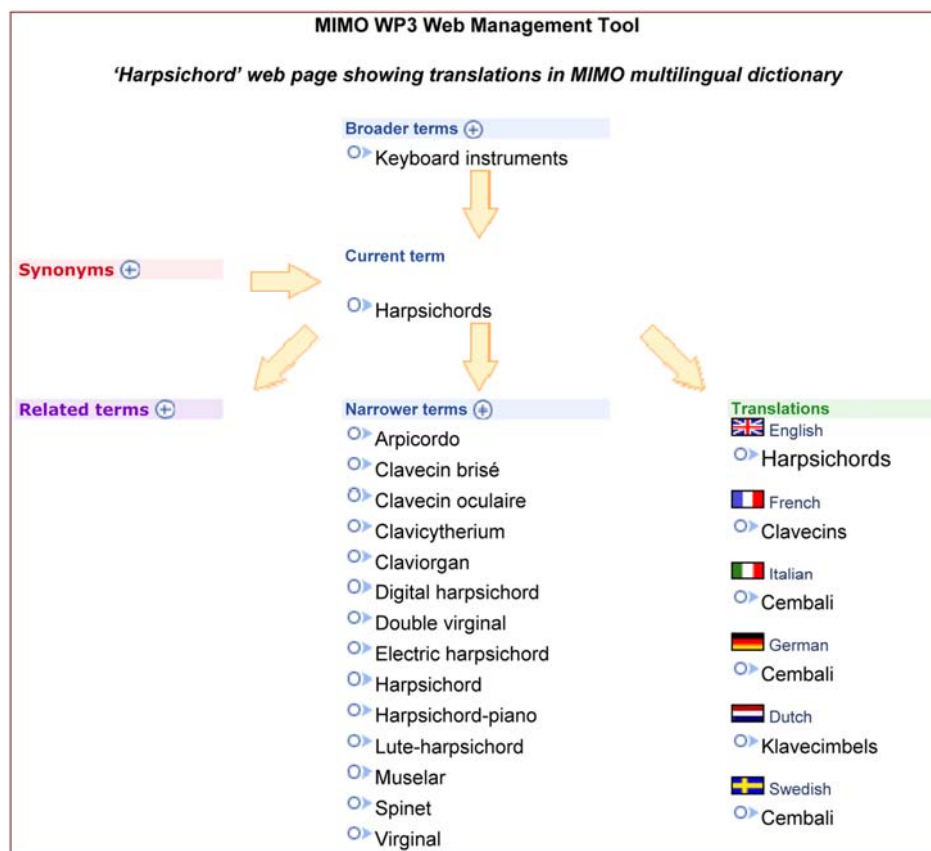 MIMO WP3 Web Management Tool
‘Harpsichord’ web page showing translations in MIMO multilingual dictionary
Broader terms
Keyboard instruments
Synonyms
Current term
Harpsichords
Related terms
Narrower terms
Arpicordo
Clavecin brisé
Clavecin oculaire
Clavicytherium
Claviorgan
Digital harpsichord
Double virginal
Electric harpsichord
Harpsichord
Harpsichord-piano
Lute-harpsichord
Muselar
Spinet
Virginal
Translations
English
Harpsichords
French
Clavecins
Italian
Cembali
German
Cembali
Dutch
Klavecimbels
Swedish
Cembali